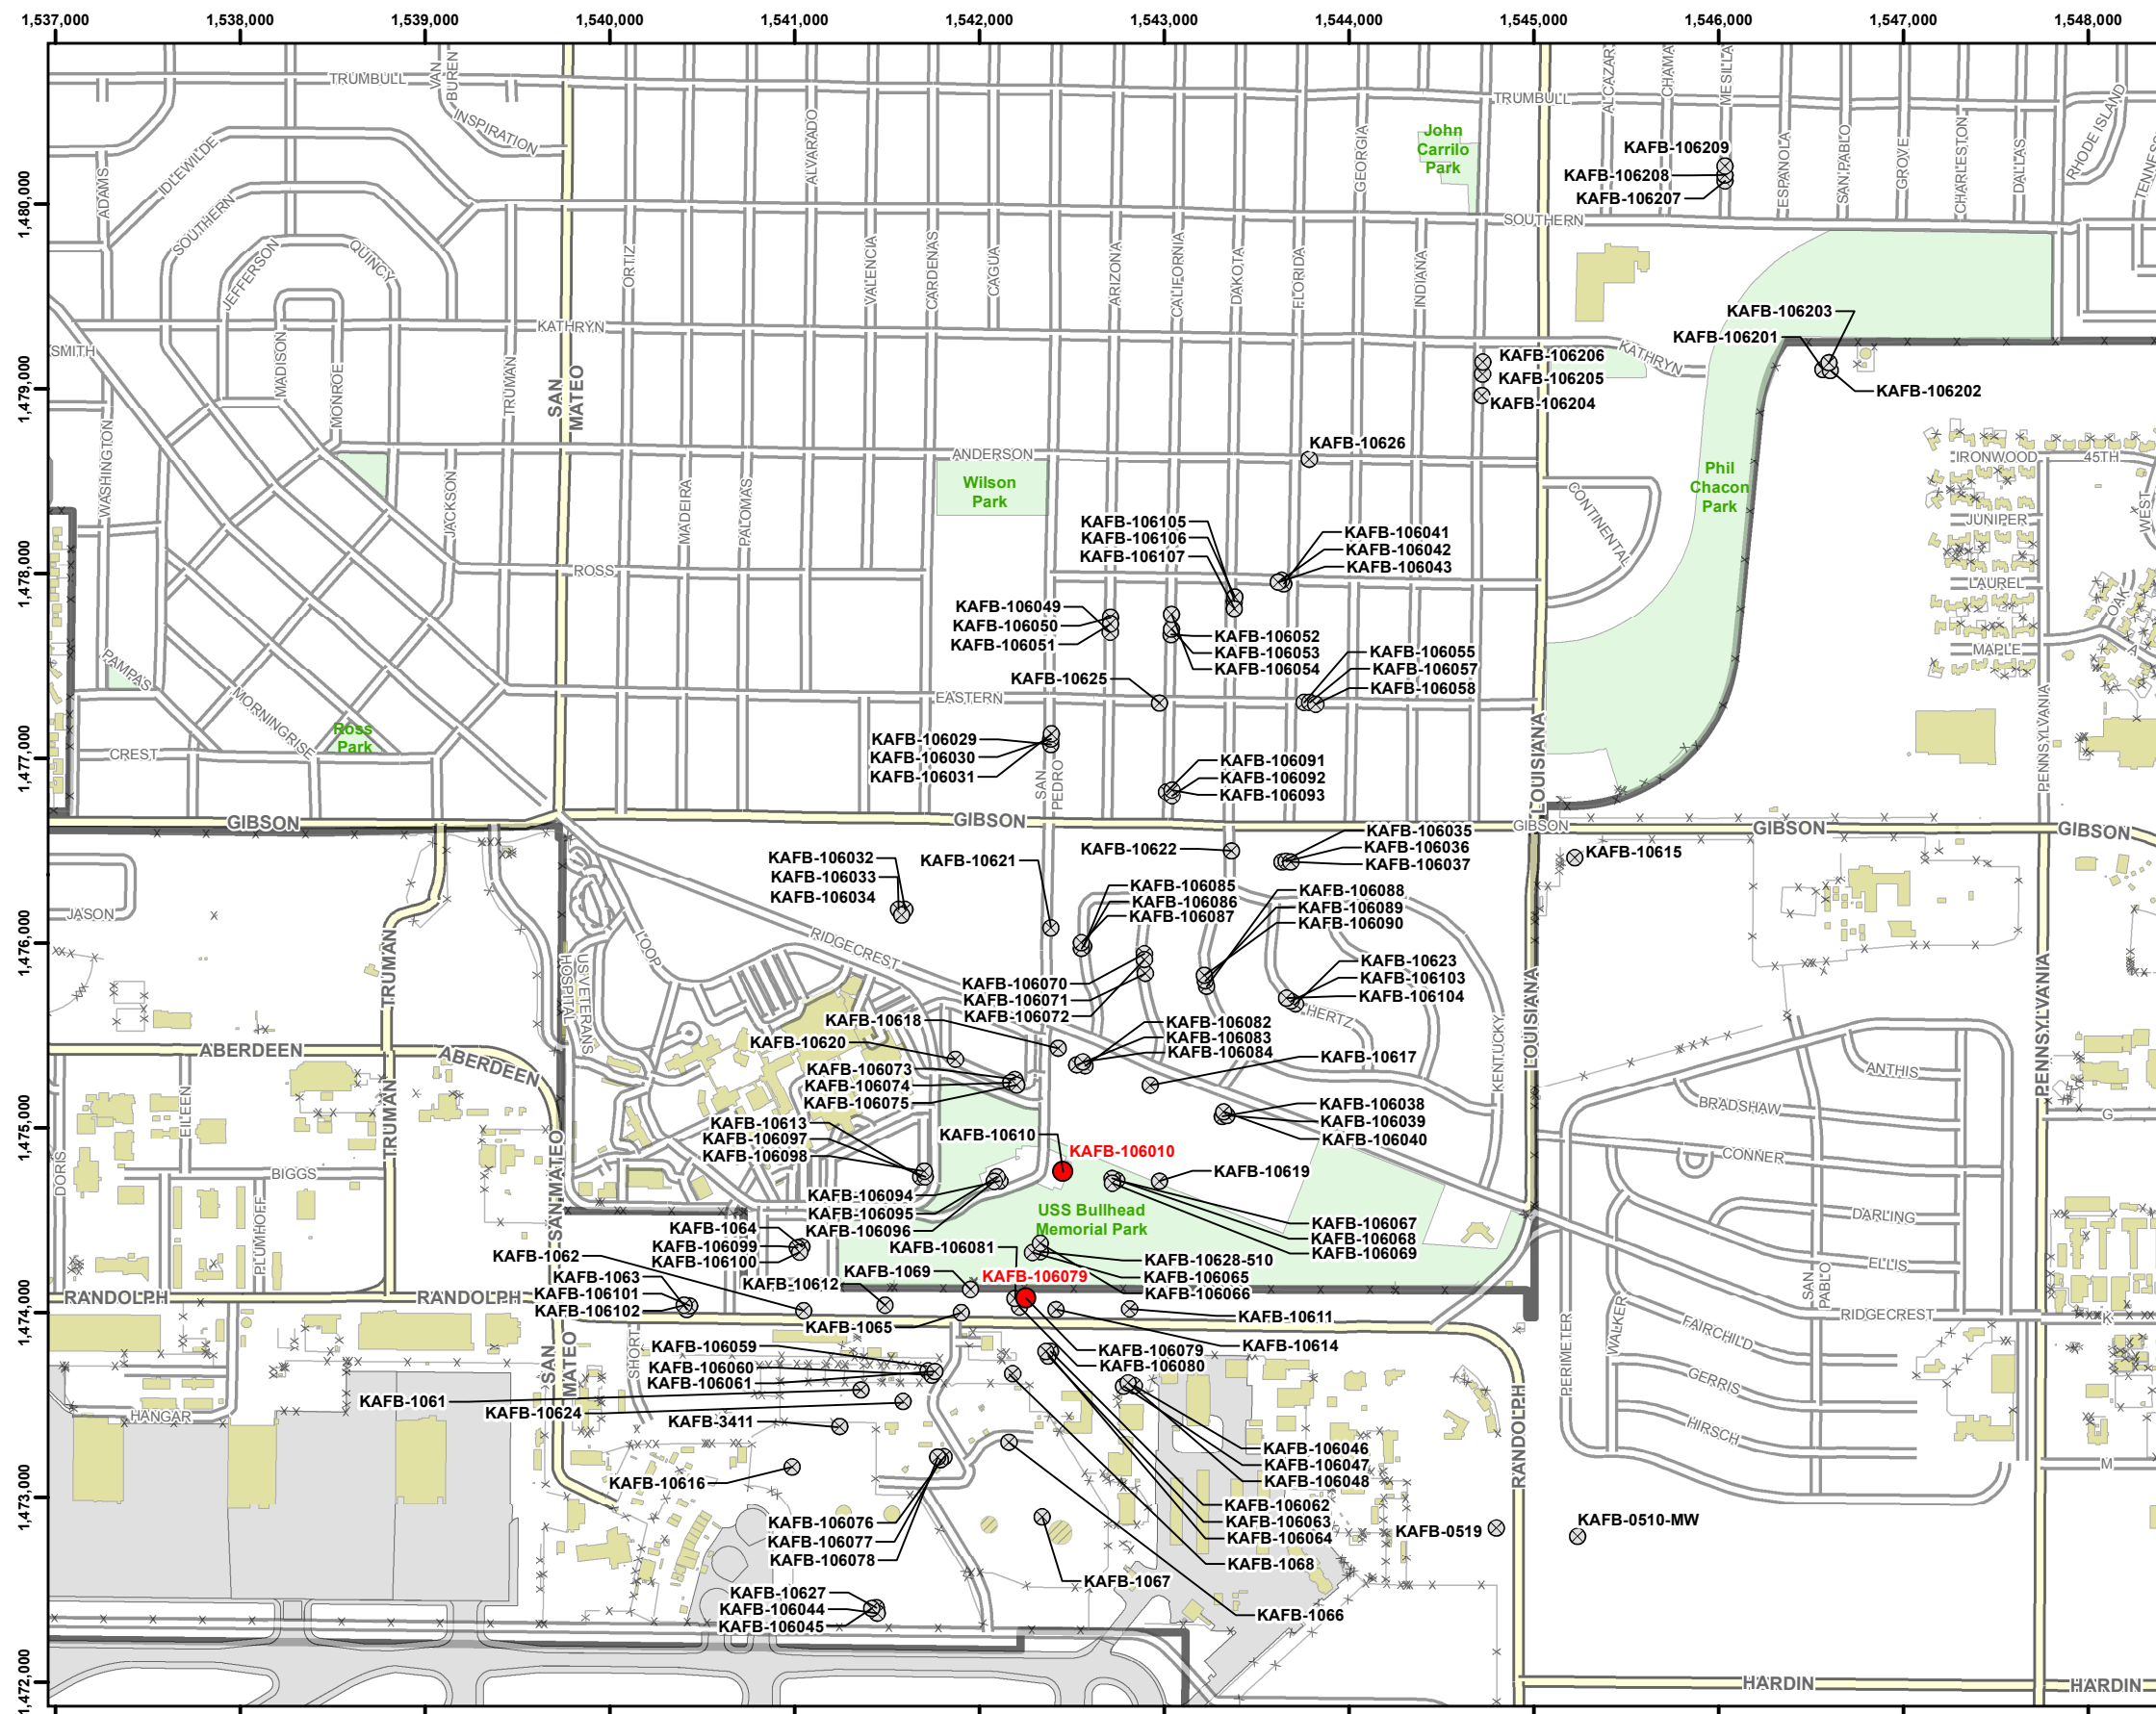 1,537,000
1,538,000
1,539,000
1,540,000
1,541,000
1,542,000
1,543,000
1,544,000
1,545,000
1,546,000
1,547,000
1,548,000
1,480,000
1,479,000
1,478,000
1,477,000
1,476,000
1,475,000
1,474,000
1,473,000
1,472,000
TRUMBULL
VAN
BUREN
INSPIRATION
ADAMS
IDLEWILDE
SOUTHERN
JEFFERSON
QUINCY
ALVARADO
GEORGIA
John
Carrilo
Park
TRUMBULL
ALCAZAR
CHAMA
MESILLA
ESPANOLA
SAN PABLO
GROVE
CHARLESTON
DALLAS
RHODE ISLAND
KAFB-106209
KAFB-106208
KAFB-106207
SOUTHERN
ORTIZ
VALENCIA
CARDENAS
CAGUA
ARIZONA
CALIFORNIA
DAKOTA
FLORIDA
INDIANA
SMITH
KATHRYN
MADISON
MONROE
TRUMAN
SAN
MATEO
KATHRYN
KAFB-106203
KAFB-106201
KAFB-106202
KAFB-106206
KAFB-106205
KAFB-106204
KAFB-10626
WASHINGTON
JACKSON
MADEIRA
PALOMAS
ANDERSON
Wilson
Park
CONTINENTAL
Phil
Chacon
Park
IRONWOOD
45TH
JUNIPER
WEST
LAUREL
OAK
MAPLE
KAFB-106105
KAFB-106106
KAFB-106107
KAFB-106041
KAFB-106042
KAFB-106043
ROSS
KAFB-106049
KAFB-106050
KAFB-106051
KAFB-106052
KAFB-106053
KAFB-106054
KAFB-106055
KAFB-106057
KAFB-106058
KAFB-10625
EASTERN
PAMPAS
MORNINGRISE
Ross
Park
CREST
KAFB-106029
KAFB-106030
KAFB-106031
SAN
PEDRO
KAFB-106091
KAFB-106092
KAFB-106093
LOUISIANA
PENNSYLVANIA
GIBSON
GIBSON
GIBSON
GIBSON
GIBSON
KAFB-106035
KAFB-106036
KAFB-106037
KAFB-10615
KAFB-10622
KAFB-106032
KAFB-106033
KAFB-106034
KAFB-10621
KAFB-106085
KAFB-106086
KAFB-106087
KAFB-106088
KAFB-106089
KAFB-106090
JASON
TRUMAN
US VETERANS
HOSPITAL
LOOP
RIDGECREST
KAFB-10623
KAFB-106103
KAFB-106104
HERTZ
KAFB-106070
KAFB-106071
KAFB-106072
KAFB-10618
KAFB-10620
KAFB-106082
KAFB-106083
KAFB-106084
KAFB-10617
KENTUCKY
LOUISIANA
PENNSYLVANIA
ABERDEEN
ABERDEEN
TRUMAN
EILEEN
DORIS
BIGGS
PLUMHOFF
SAN MATEO
KAFB-106073
KAFB-106074
KAFB-106075
KAFB-106038
KAFB-106039
KAFB-106040
ANTHIS
BRADSHAW
G
CONNER
DARLING
ELLIS
KAFB-10613
KAFB-106097
KAFB-106098
KAFB-10610
KAFB-106010
KAFB-10619
KAFB-106094
KAFB-106095
KAFB-106096
USS Bullhead
Memorial Park
KAFB-106067
KAFB-106068
KAFB-106069
KAFB-1064
KAFB-106099
KAFB-106100
KAFB-106081
KAFB-10628-510
KAFB-106065
KAFB-106066
KAFB-1062
KAFB-1063
KAFB-106101
KAFB-106102
KAFB-1069
KAFB-106079
KAFB-10612
KAFB-1065
KAFB-10611
KAFB-10614
RANDOLPH
RANDOLPH
SAN
PABLO
RIDGECREST
K
PERIMETER
WALKER
FAIRCHILD
GERRIS
HIRSCH
SAN
MATEO
SHORT
HANGAR
KAFB-106059
KAFB-106060
KAFB-106061
KAFB-106079
KAFB-106080
KAFB-1061
KAFB-10624
KAFB-3411
KAFB-10616
RANDOLPH
M
KAFB-106046
KAFB-106047
KAFB-106048
KAFB-106062
KAFB-106063
KAFB-106064
KAFB-1068
KAFB-0519
KAFB-0510-MW
KAFB-106076
KAFB-106077
KAFB-106078
KAFB-1067
KAFB-1066
KAFB-10627
KAFB-106044
KAFB-106045
HARDIN
HARDIN